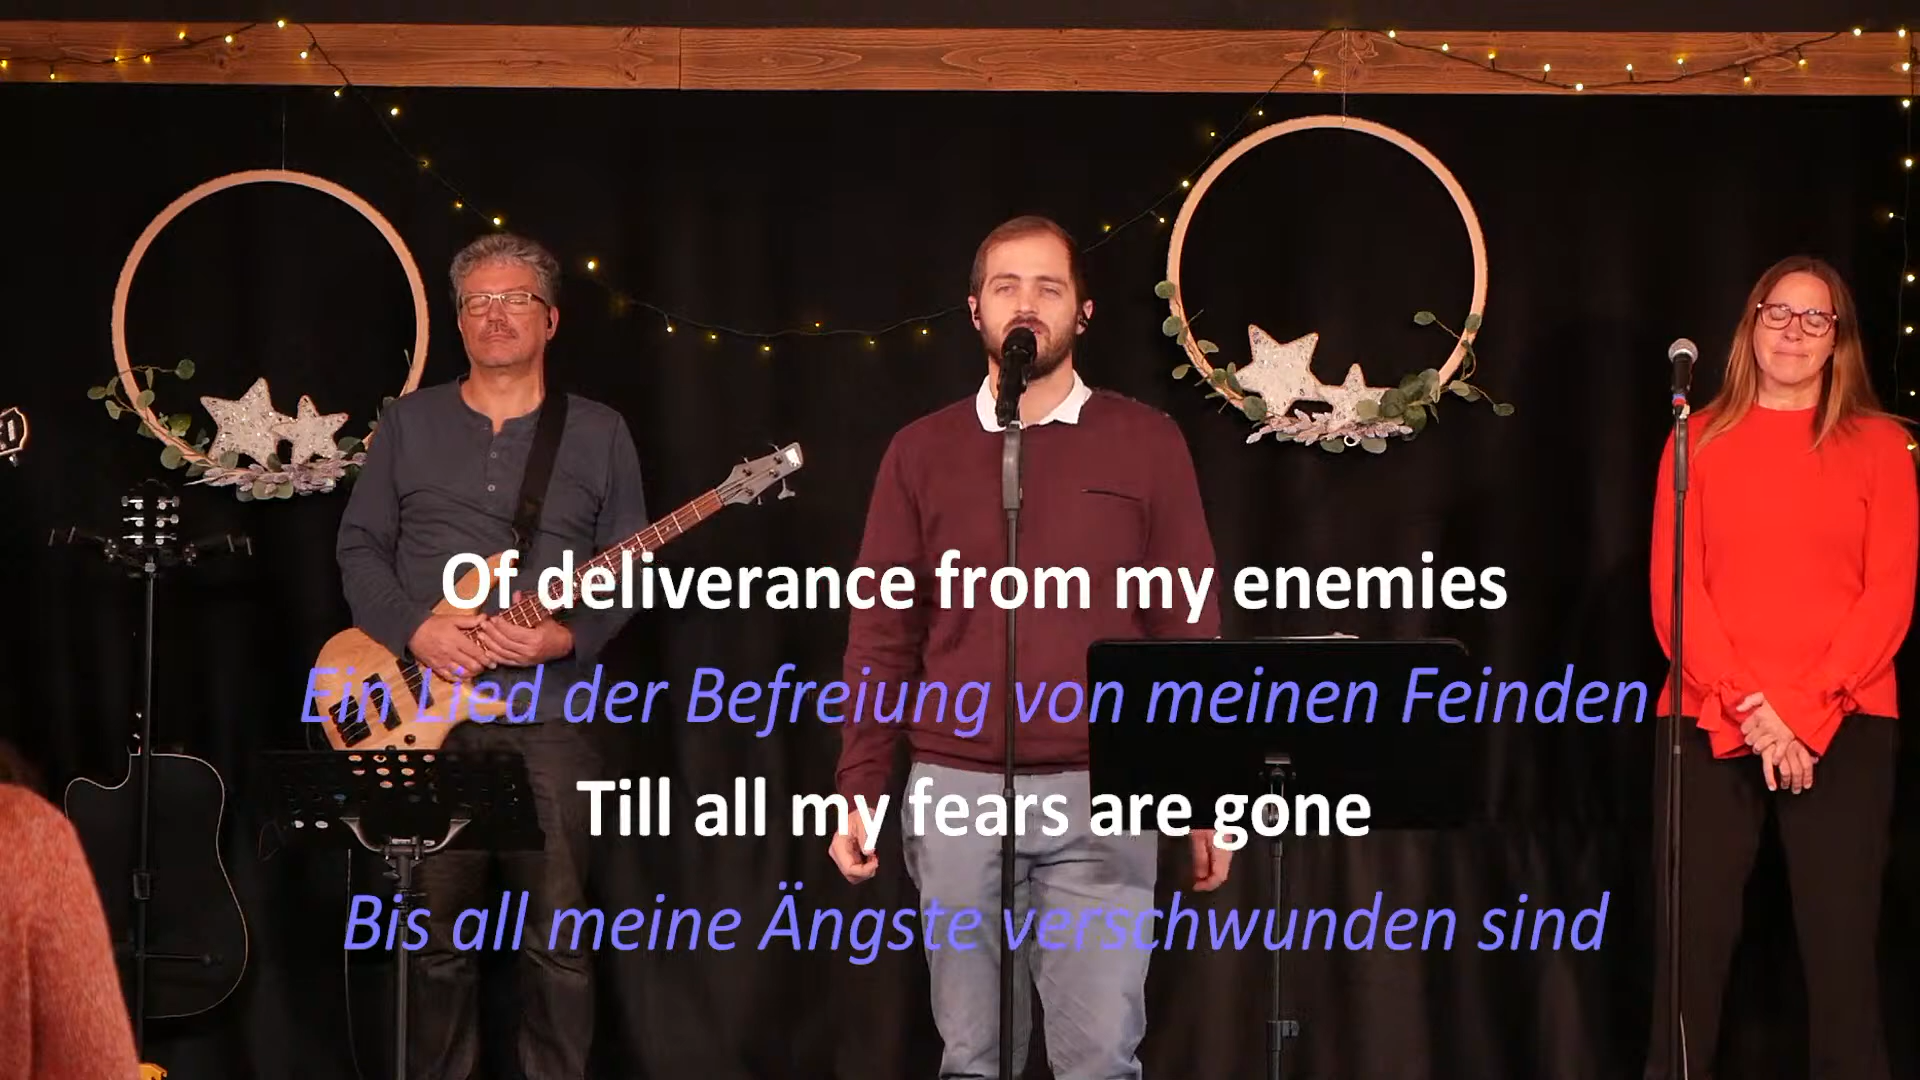 Of deliverance from my enemies
Ein Lied der Befreiung von meinen Feinden
Till all my fears are gone
Bis all meine Ängste verschwunden sind